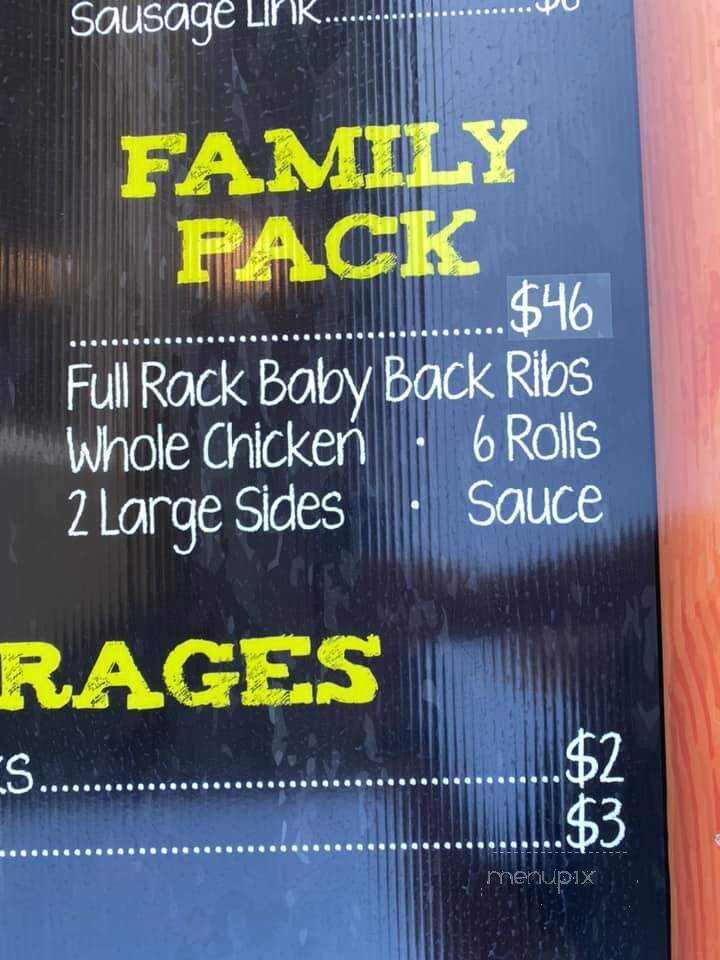 Sausage Link....................
FAMILY
PACK
........................................$46
Full Rack Baby Back Ribs
Whole Chicken • 6 Rolls
2 Large Sides • Sauce
RAGES
KS..................................................$2
......................................................$3
menupix